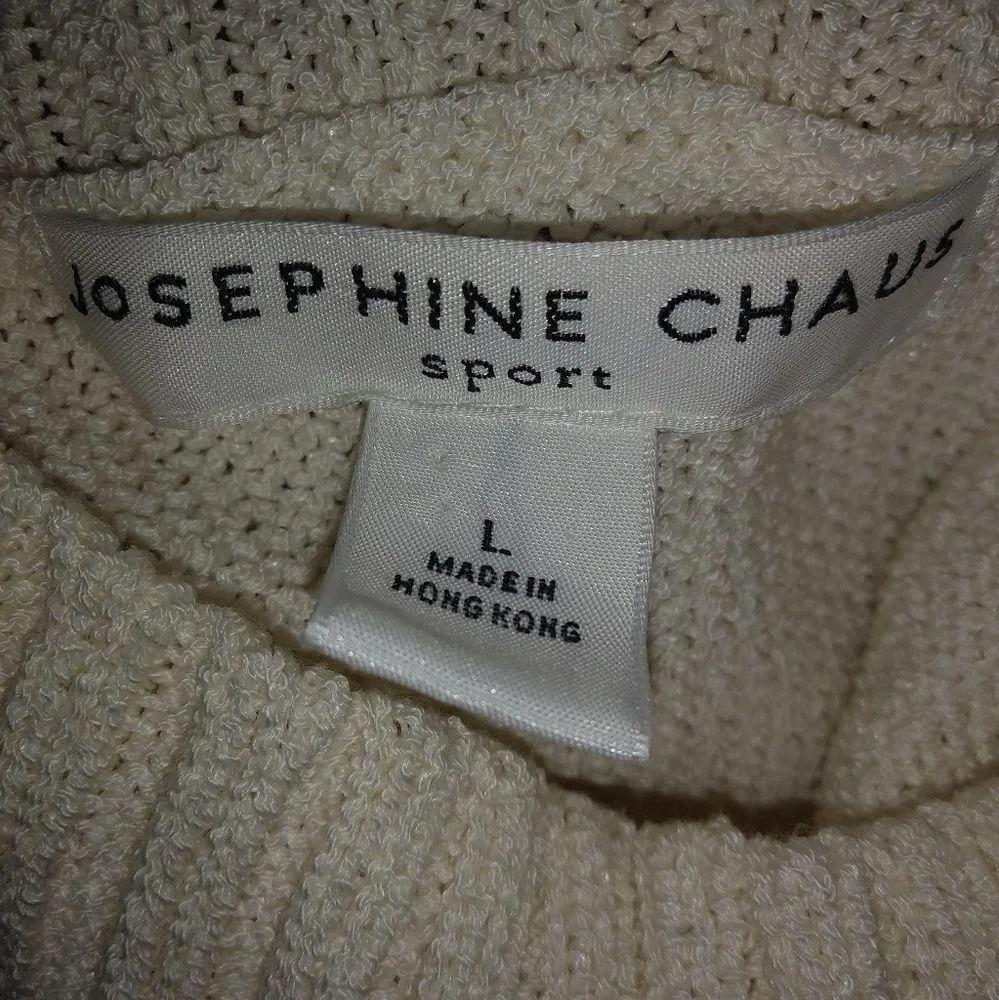 JOSEPHINE CHAUS
sport
L
MADE IN
HONG KONG